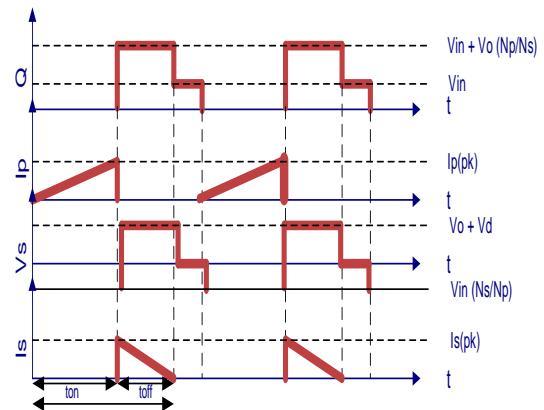 Vin + Vo (Np/Ns)
Q
Vin
t
Ip
Ip(pk)
t
Vo + Vd
Vs
t
Vin (Ns/Np)
Is
Is(pk)
t
ton
toff